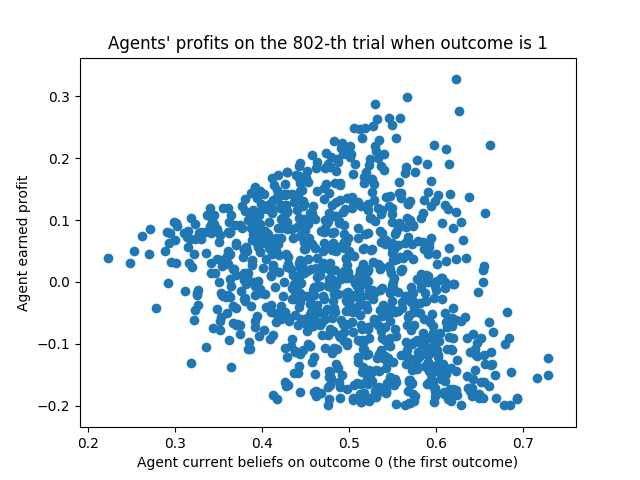 Agents' profits on the 802-th trial when outcome is 1
Agent earned profit
0.3
0.2
0.1
0.0
−0.1
−0.2
0.2 0.3 0.4 0.5 0.6 0.7
Agent current beliefs on outcome 0 (the first outcome)